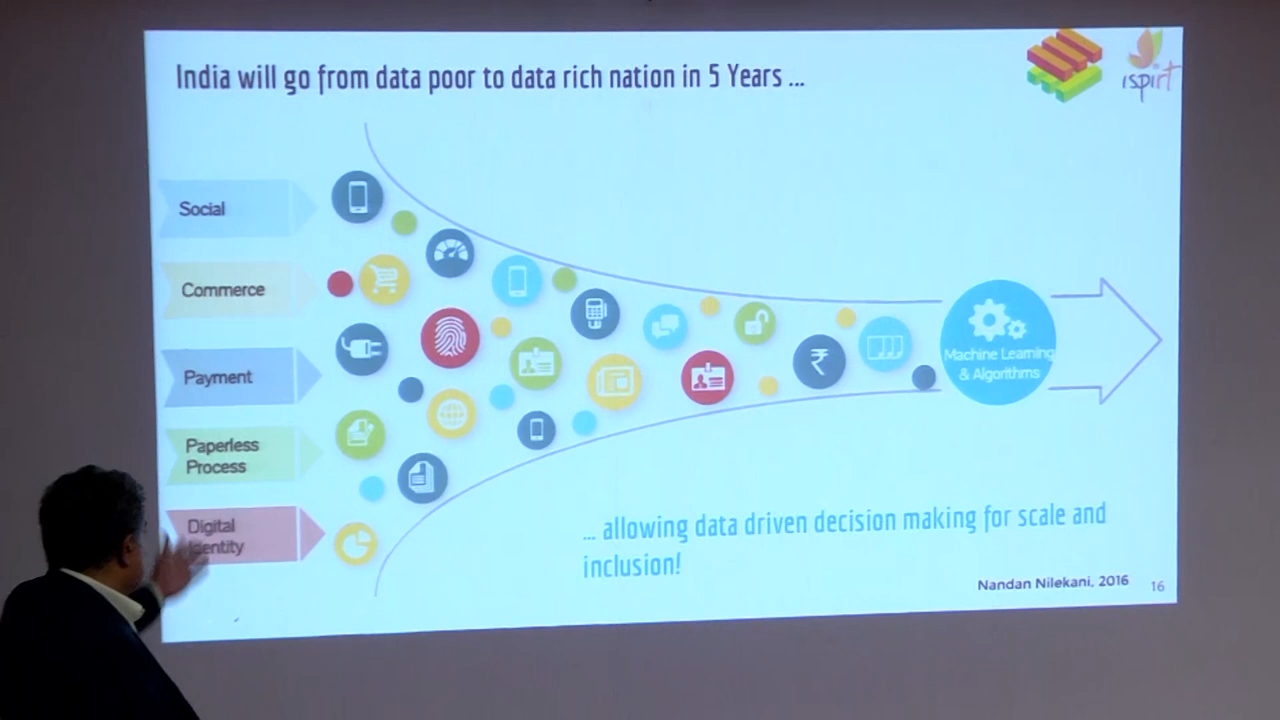 India will go from data poor to data rich nation in 5 Years ...
ispirt
Social
Commerce
Payment
Paperless
Process
Digital
Identity
₹
Machine Learning
& Algorithms
... allowing data driven decision making for scale and
inclusion!
Nandan Nilekani, 2016
16